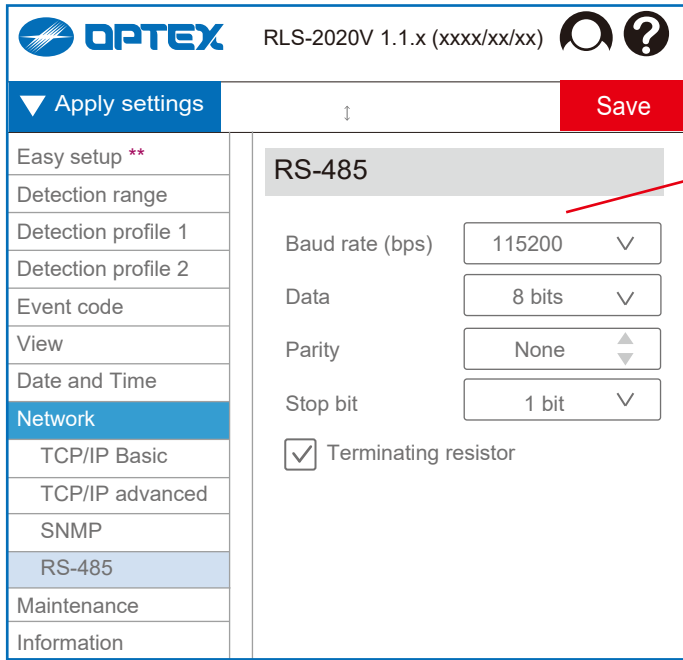 OPTEX RLS-2020V 1.1.x (xxxx/xx/xx) ?
▼ Apply settings ↕ Save
Easy setup **
Detection range
Detection profile 1
Detection profile 2
Event code
View
Date and Time
Network
TCP/IP Basic
TCP/IP advanced
SNMP
RS-485
Maintenance
Information
RS-485
Baud rate (bps) 115200
Data 8 bits
Parity None
Stop bit 1 bit
Terminating resistor